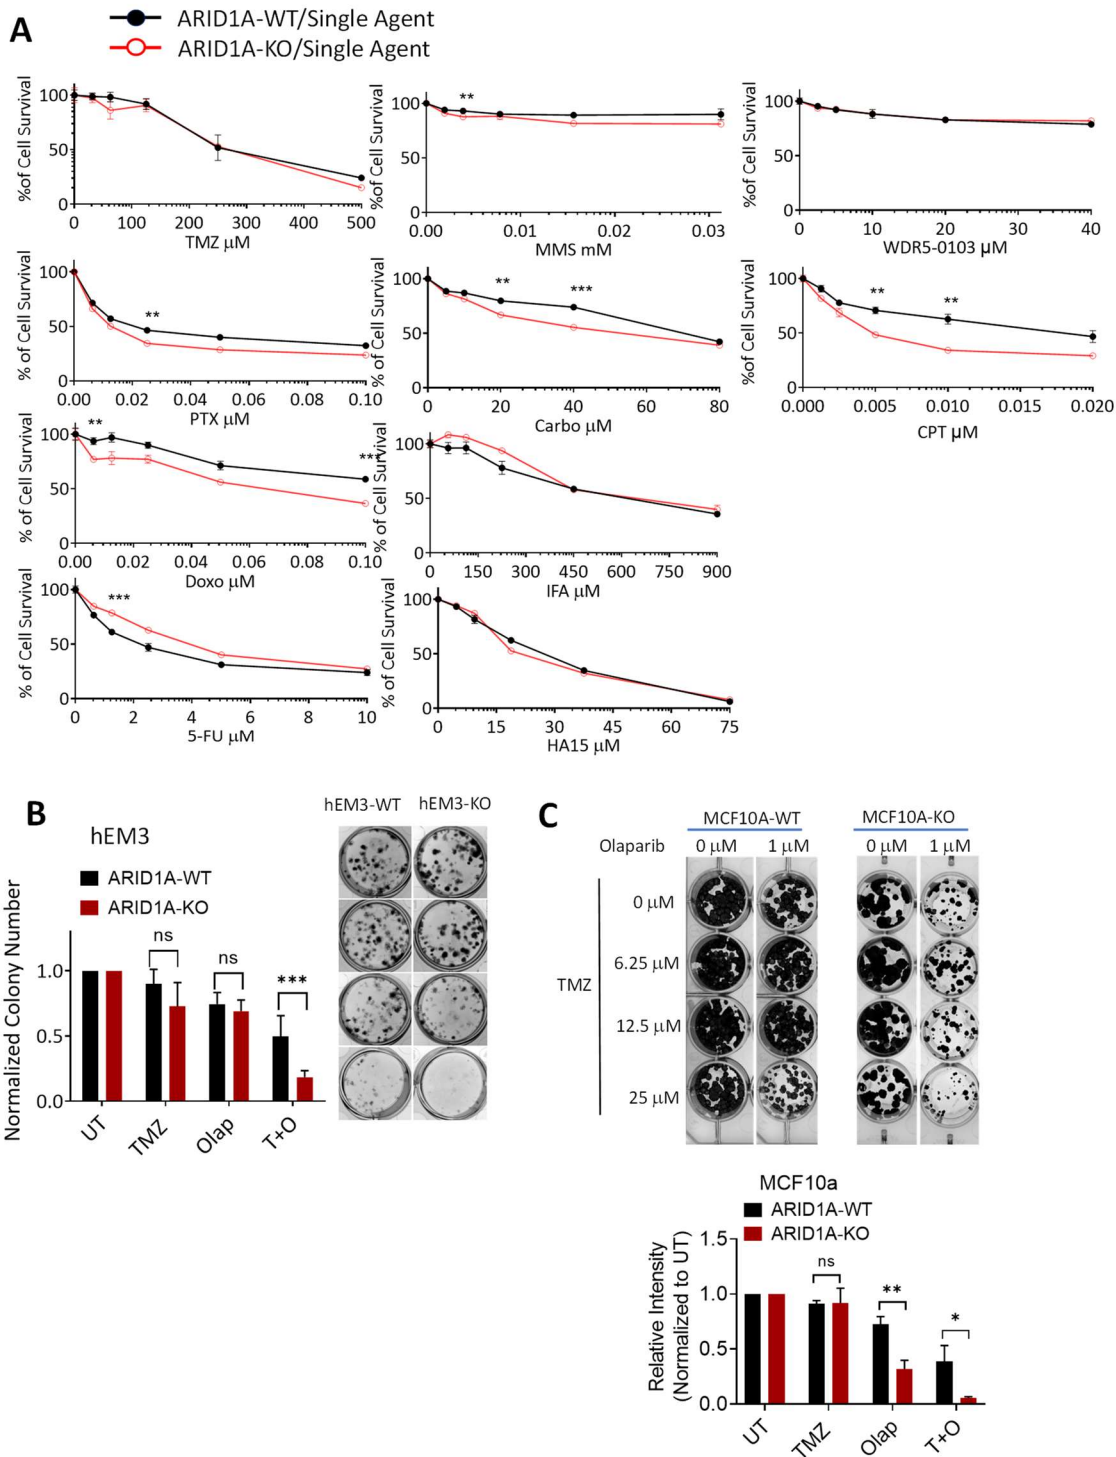 A
ARID1A-WT/Single Agent
ARID1A-KO/Single Agent
%of Cell Survival
100
50
0
0 100 200 300 400 500
TMZ μM
%of Cell Survival
100
50
0
0.00 0.01 0.02 0.03
MMS mM
**
%of Cell Survival
100
50
0
0 10 20 30 40
WDR5-0103 μM
% of Cell Survival
100
50
0
0.00 0.02 0.04 0.06 0.08 0.10
PTX μM
**
% of Cell Survival
100
50
0
0 20 40 60 80
Carbo μM
** ***
% of Cell Survival
100
50
0
0.000 0.005 0.010 0.015 0.020
CPT μM
** **
% of Cell Survival
100
50
0
0.00 0.02 0.04 0.06 0.08 0.10
Doxo μM
** ***
% of Cell Survival
100
50
0
0 150 300 450 600 750 900
IFA μM
% of Cell Survival
100
50
0
0 2 4 6 8 10
5-FU μM
***
% of Cell Survival
100
50
0
0 15 30 45 60 75
HA15 μM
B
hEM3
ARID1A-WT
ARID1A-KO
Normalized Colony Number
1.0
0.5
0.0
ns ns ***
UT TMZ Olap T+O
hEM3-WT hEM3-KO
C
MCF10A-WT MCF10A-KO
Olaparib 0 μM 1 μM 0 μM 1 μM
TMZ
0 μM
6.25 μM
12.5 μM
25 μM
MCF10a
ARID1A-WT
ARID1A-KO
Relative Intensity
(Normalized to UT)
1.5
1.0
0.5
0.0
ns ** *
UT TMZ Olap T+O